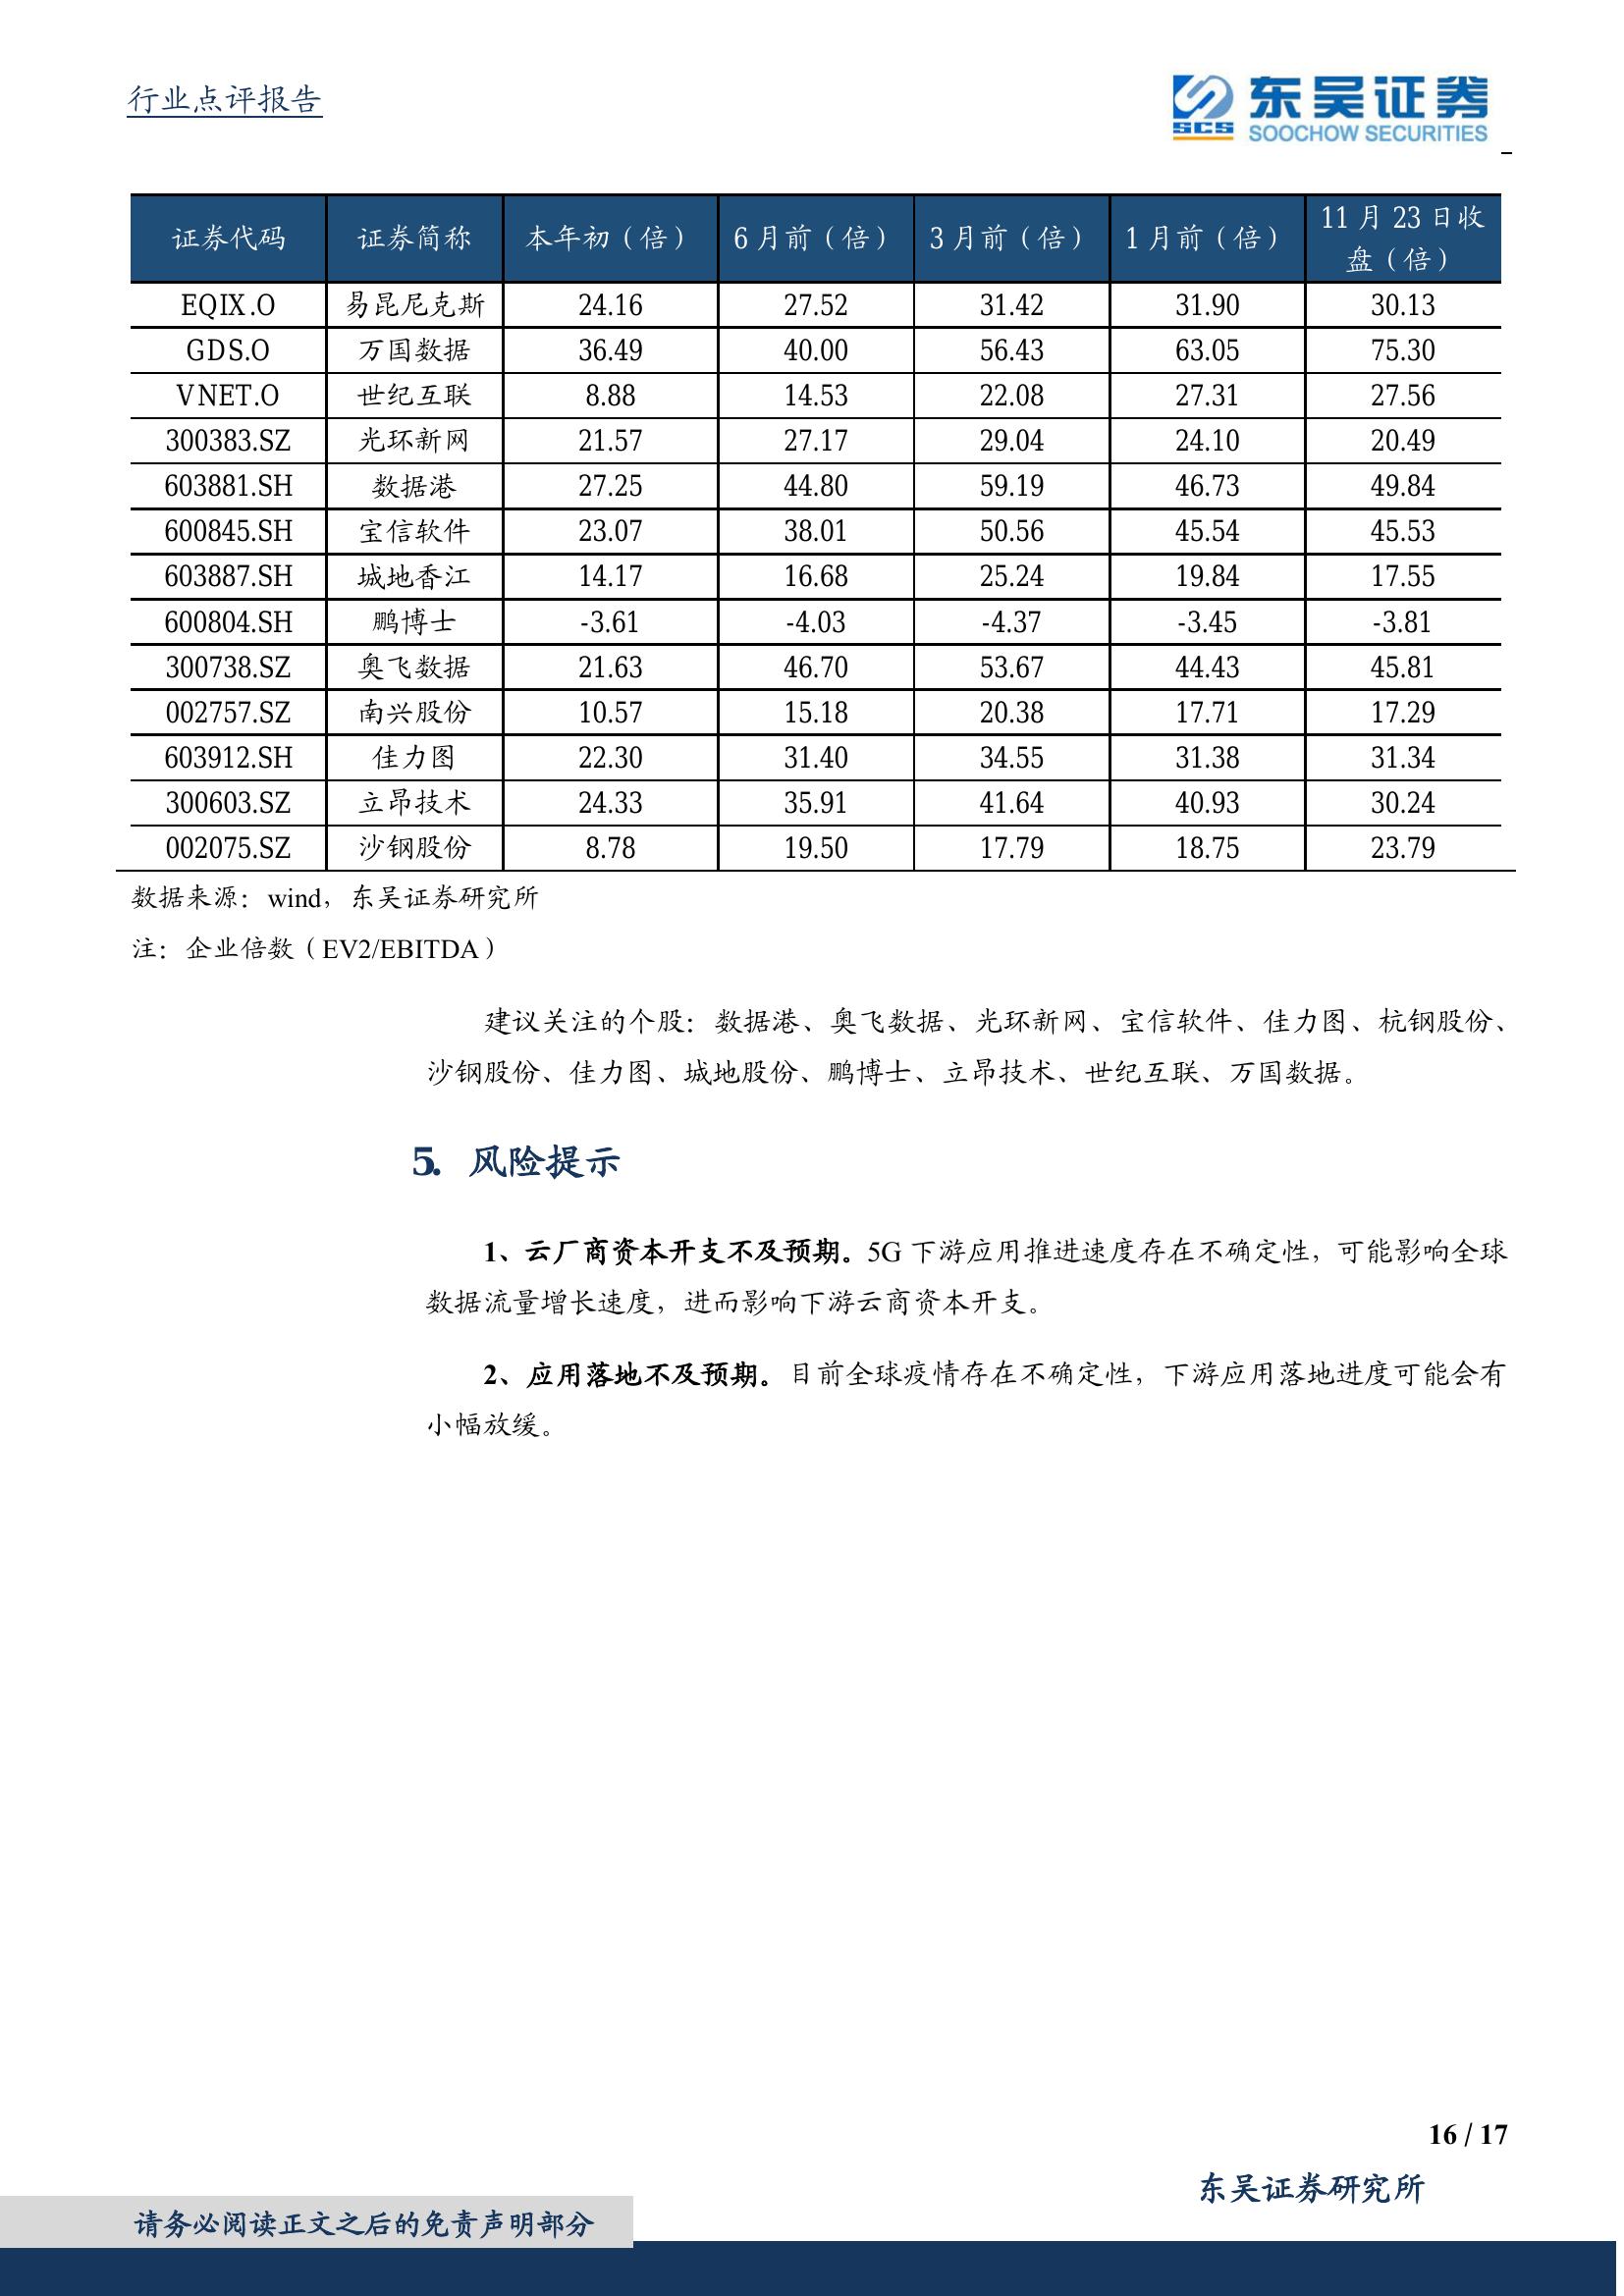 行业点评报告
SCS 东吴证券
SOOCHOW SECURITIES
证券代码 证券简称 本年初（倍） 6 月前（倍） 3 月前（倍） 1 月前（倍） 11 月 23 日收
盘（倍）
EQIX.O 易昆尼克斯 24.16 27.52 31.42 31.90 30.13
GDS.O 万国数据 36.49 40.00 56.43 63.05 75.30
VNET.O 世纪互联 8.88 14.53 22.08 27.31 27.56
300383.SZ 光环新网 21.57 27.17 29.04 24.10 20.49
603881.SH 数据港 27.25 44.80 59.19 46.73 49.84
600845.SH 宝信软件 23.07 38.01 50.56 45.54 45.53
603887.SH 城地香江 14.17 16.68 25.24 19.84 17.55
600804.SH 鹏博士 -3.61 -4.03 -4.37 -3.45 -3.81
300738.SZ 奥飞数据 21.63 46.70 53.67 44.43 45.81
002757.SZ 南兴股份 10.57 15.18 20.38 17.71 17.29
603912.SH 佳力图 22.30 31.40 34.55 31.38 31.34
300603.SZ 立昂技术 24.33 35.91 41.64 40.93 30.24
002075.SZ 沙钢股份 8.78 19.50 17.79 18.75 23.79
数据来源：wind，东吴证券研究所
注：企业倍数（EV2/EBITDA）
建议关注的个股：数据港、奥飞数据、光环新网、宝信软件、佳力图、杭钢股份、
沙钢股份、佳力图、城地股份、鹏博士、立昂技术、世纪互联、万国数据。
5. 风险提示
1、云厂商资本开支不及预期。5G 下游应用推进速度存在不确定性，可能影响全球
数据流量增长速度，进而影响下游云商资本开支。
2、应用落地不及预期。目前全球疫情存在不确定性，下游应用落地进度可能会有
小幅放缓。
16 / 17
东吴证券研究所
请务必阅读正文之后的免责声明部分